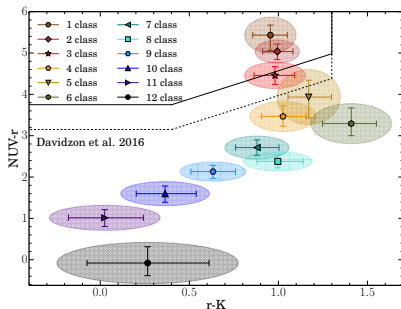 1 class
2 class
3 class
4 class
5 class
6 class
7 class
8 class
9 class
10 class
11 class
12 class
Davidzon et al. 2016
NUV-r
5
4
3
2
1
0
0.0
0.5
1.0
1.5
r-K